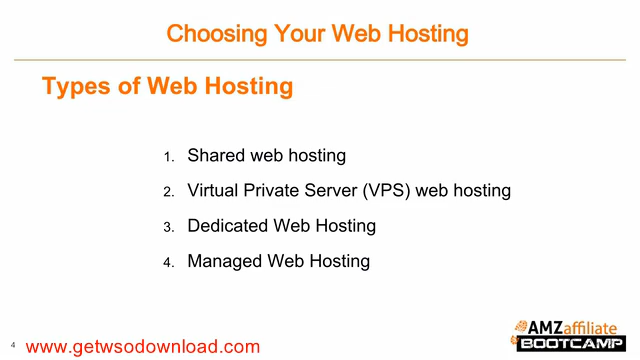 Choosing Your Web Hosting
Types of Web Hosting
1. Shared web hosting
2. Virtual Private Server (VPS) web hosting
3. Dedicated Web Hosting
4. Managed Web Hosting
4 www.getwsodownload.com
AMZaffiliate
BOOTCAMP